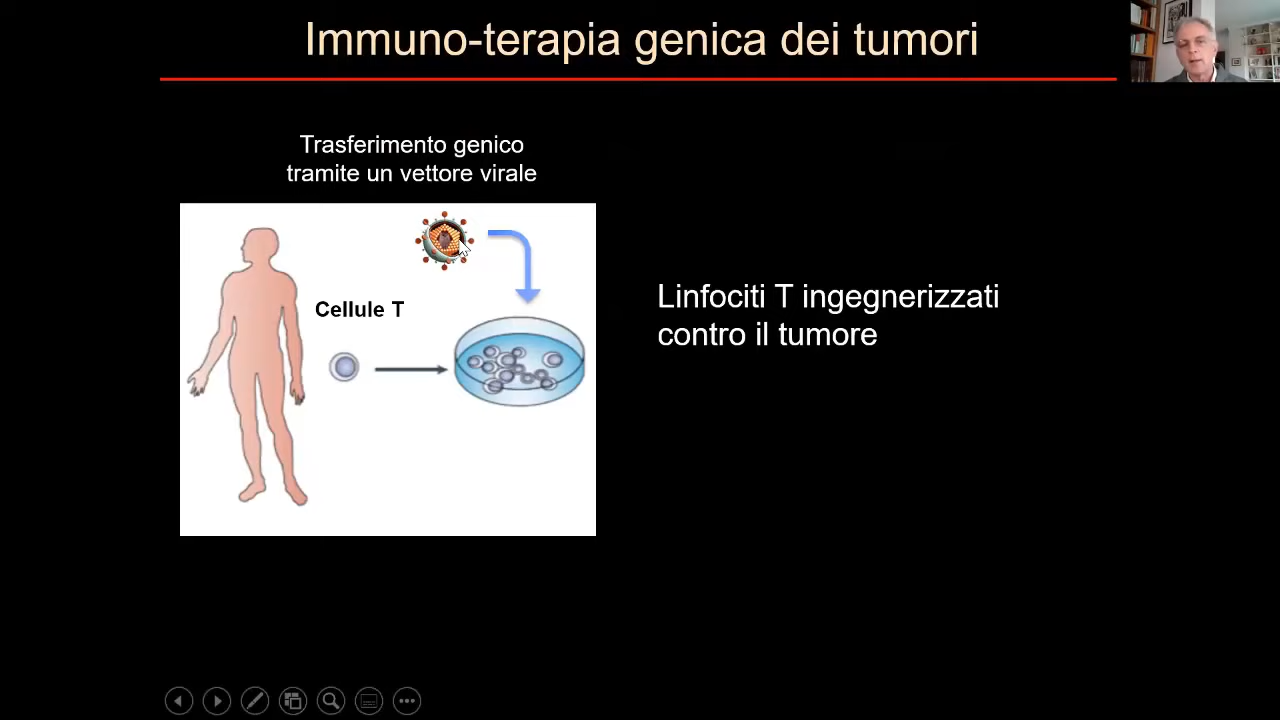 Immuno-terapia genica dei tumori
Trasferimento genico
tramite un vettore virale
Cellule T
Linfociti T ingegnerizzati
contro il tumore